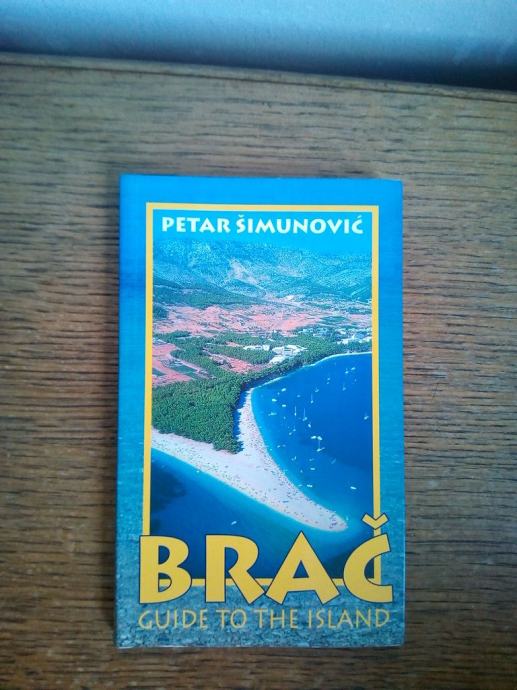 PETAR ŠIMUNOVIĆ
BRAČ
GUIDE TO THE ISLAND